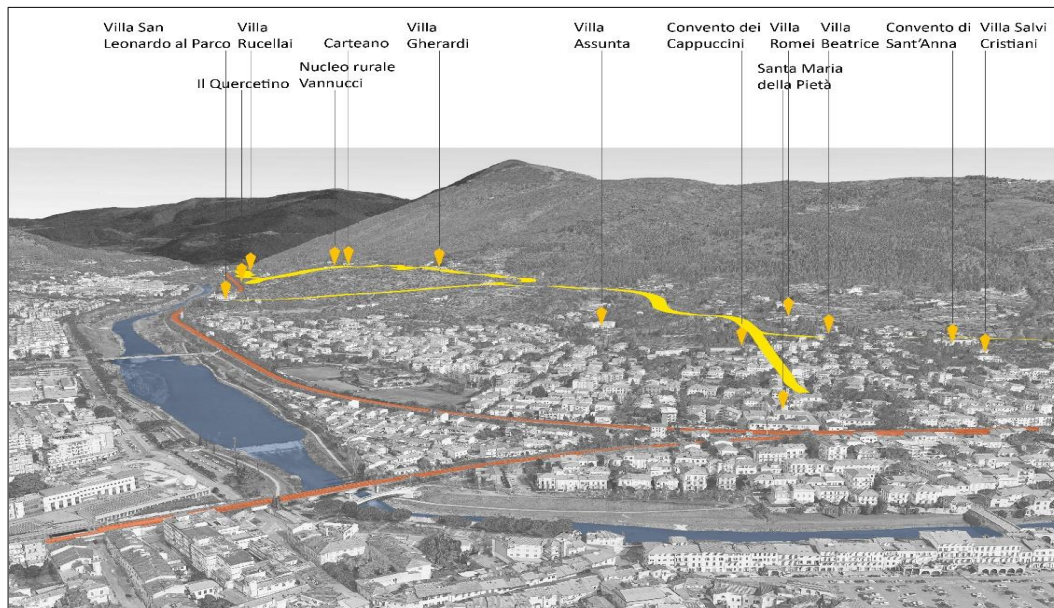 Villa San
Leonardo al Parco
Villa
Rucellai
Il Quercetino
Carteano
Nucleo rurale
Vannucci
Villa
Gherardi
Villa
Assunta
Convento dei
Cappuccini
Villa
Romei
Santa Maria
della Pietà
Villa
Beatrice
Convento di
Sant'Anna
Villa Salvi
Cristiani